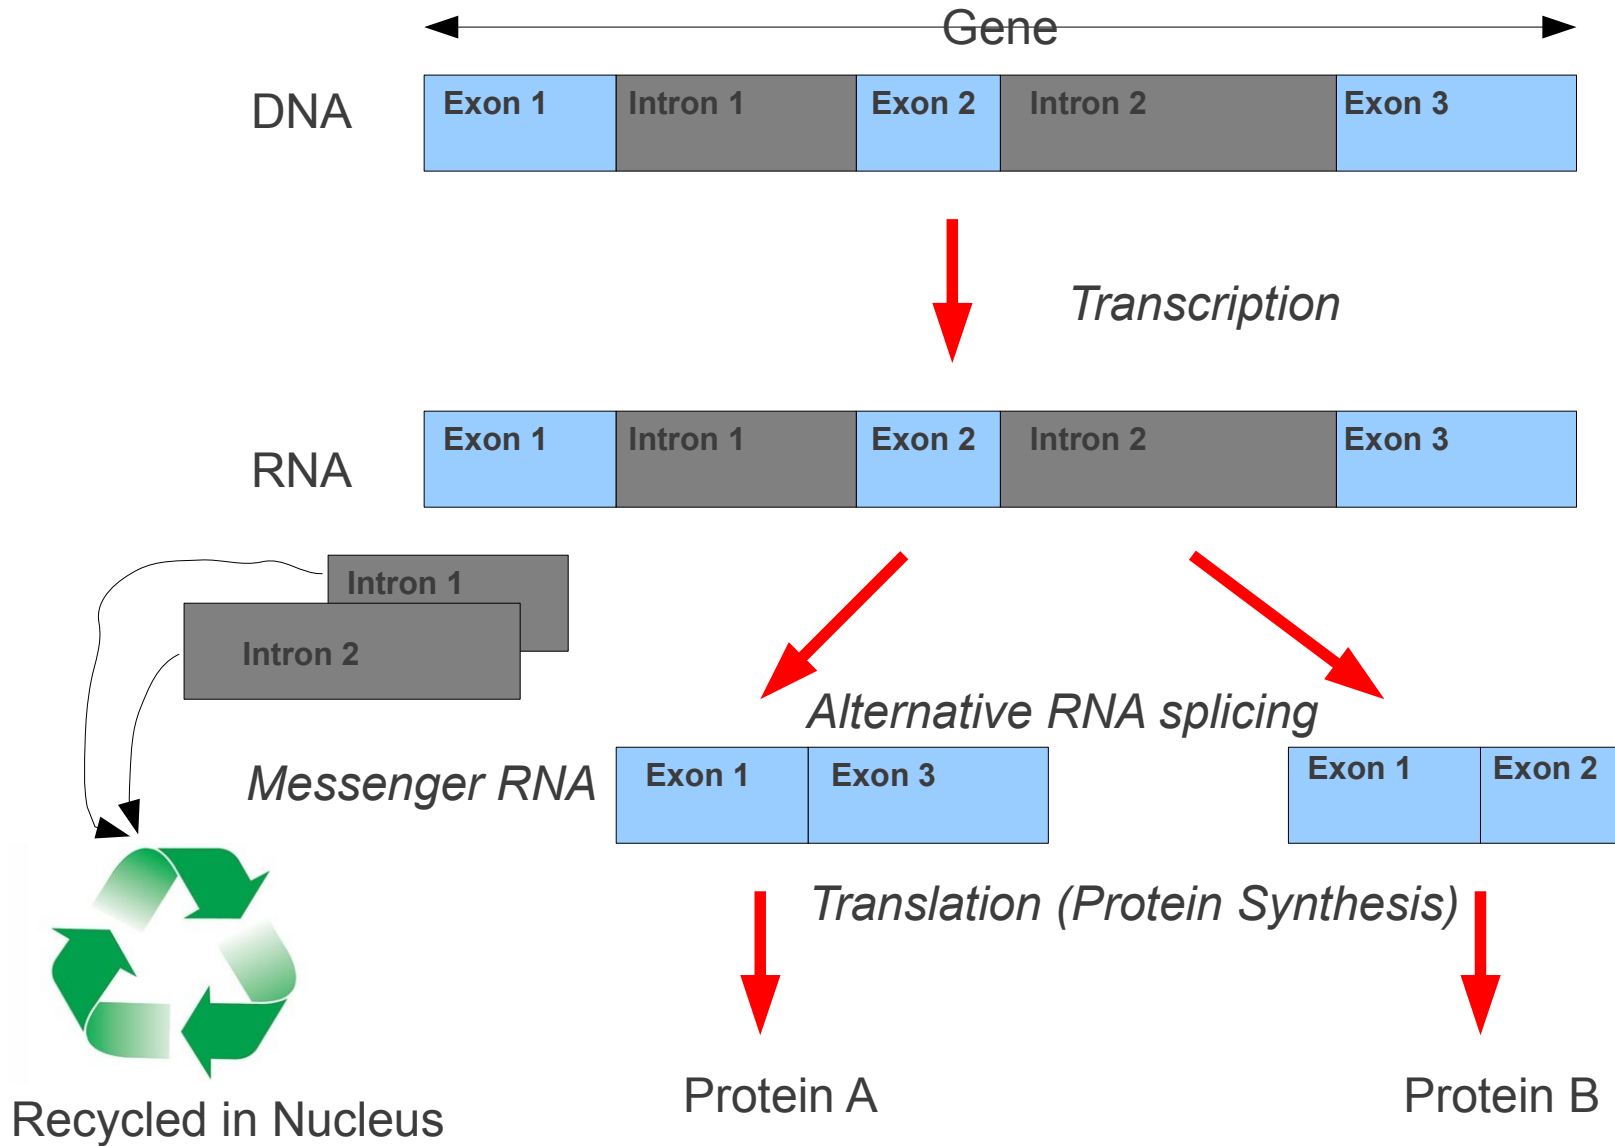 Gene
DNA
Exon 1
Intron 1
Exon 2
Intron 2
Exon 3
Transcription
RNA
Exon 1
Intron 1
Exon 2
Intron 2
Exon 3
Intron 1
Intron 2
Alternative RNA splicing
Messenger RNA
Exon 1
Exon 3
Exon 1
Exon 2
Translation (Protein Synthesis)
Protein A
Protein B
Recycled in Nucleus